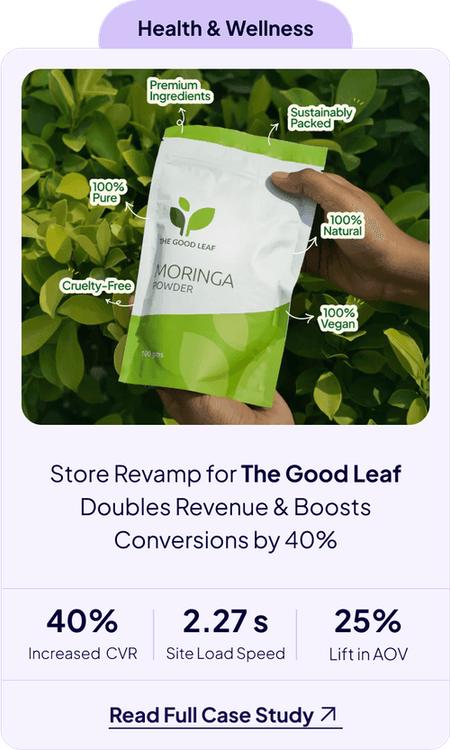 Health & Wellness
Premium
Ingredients
Sustainably
Packed
100%
Pure
100%
Natural
THE GOOD LEAF
MORINGA
POWDER
Cruelty-Free
100%
Vegan
100 gms
Store Revamp for The Good Leaf
Doubles Revenue & Boosts
Conversions by 40%
40%
Increased CVR
2.27 s
Site Load Speed
25%
Lift in AOV
Read Full Case Study